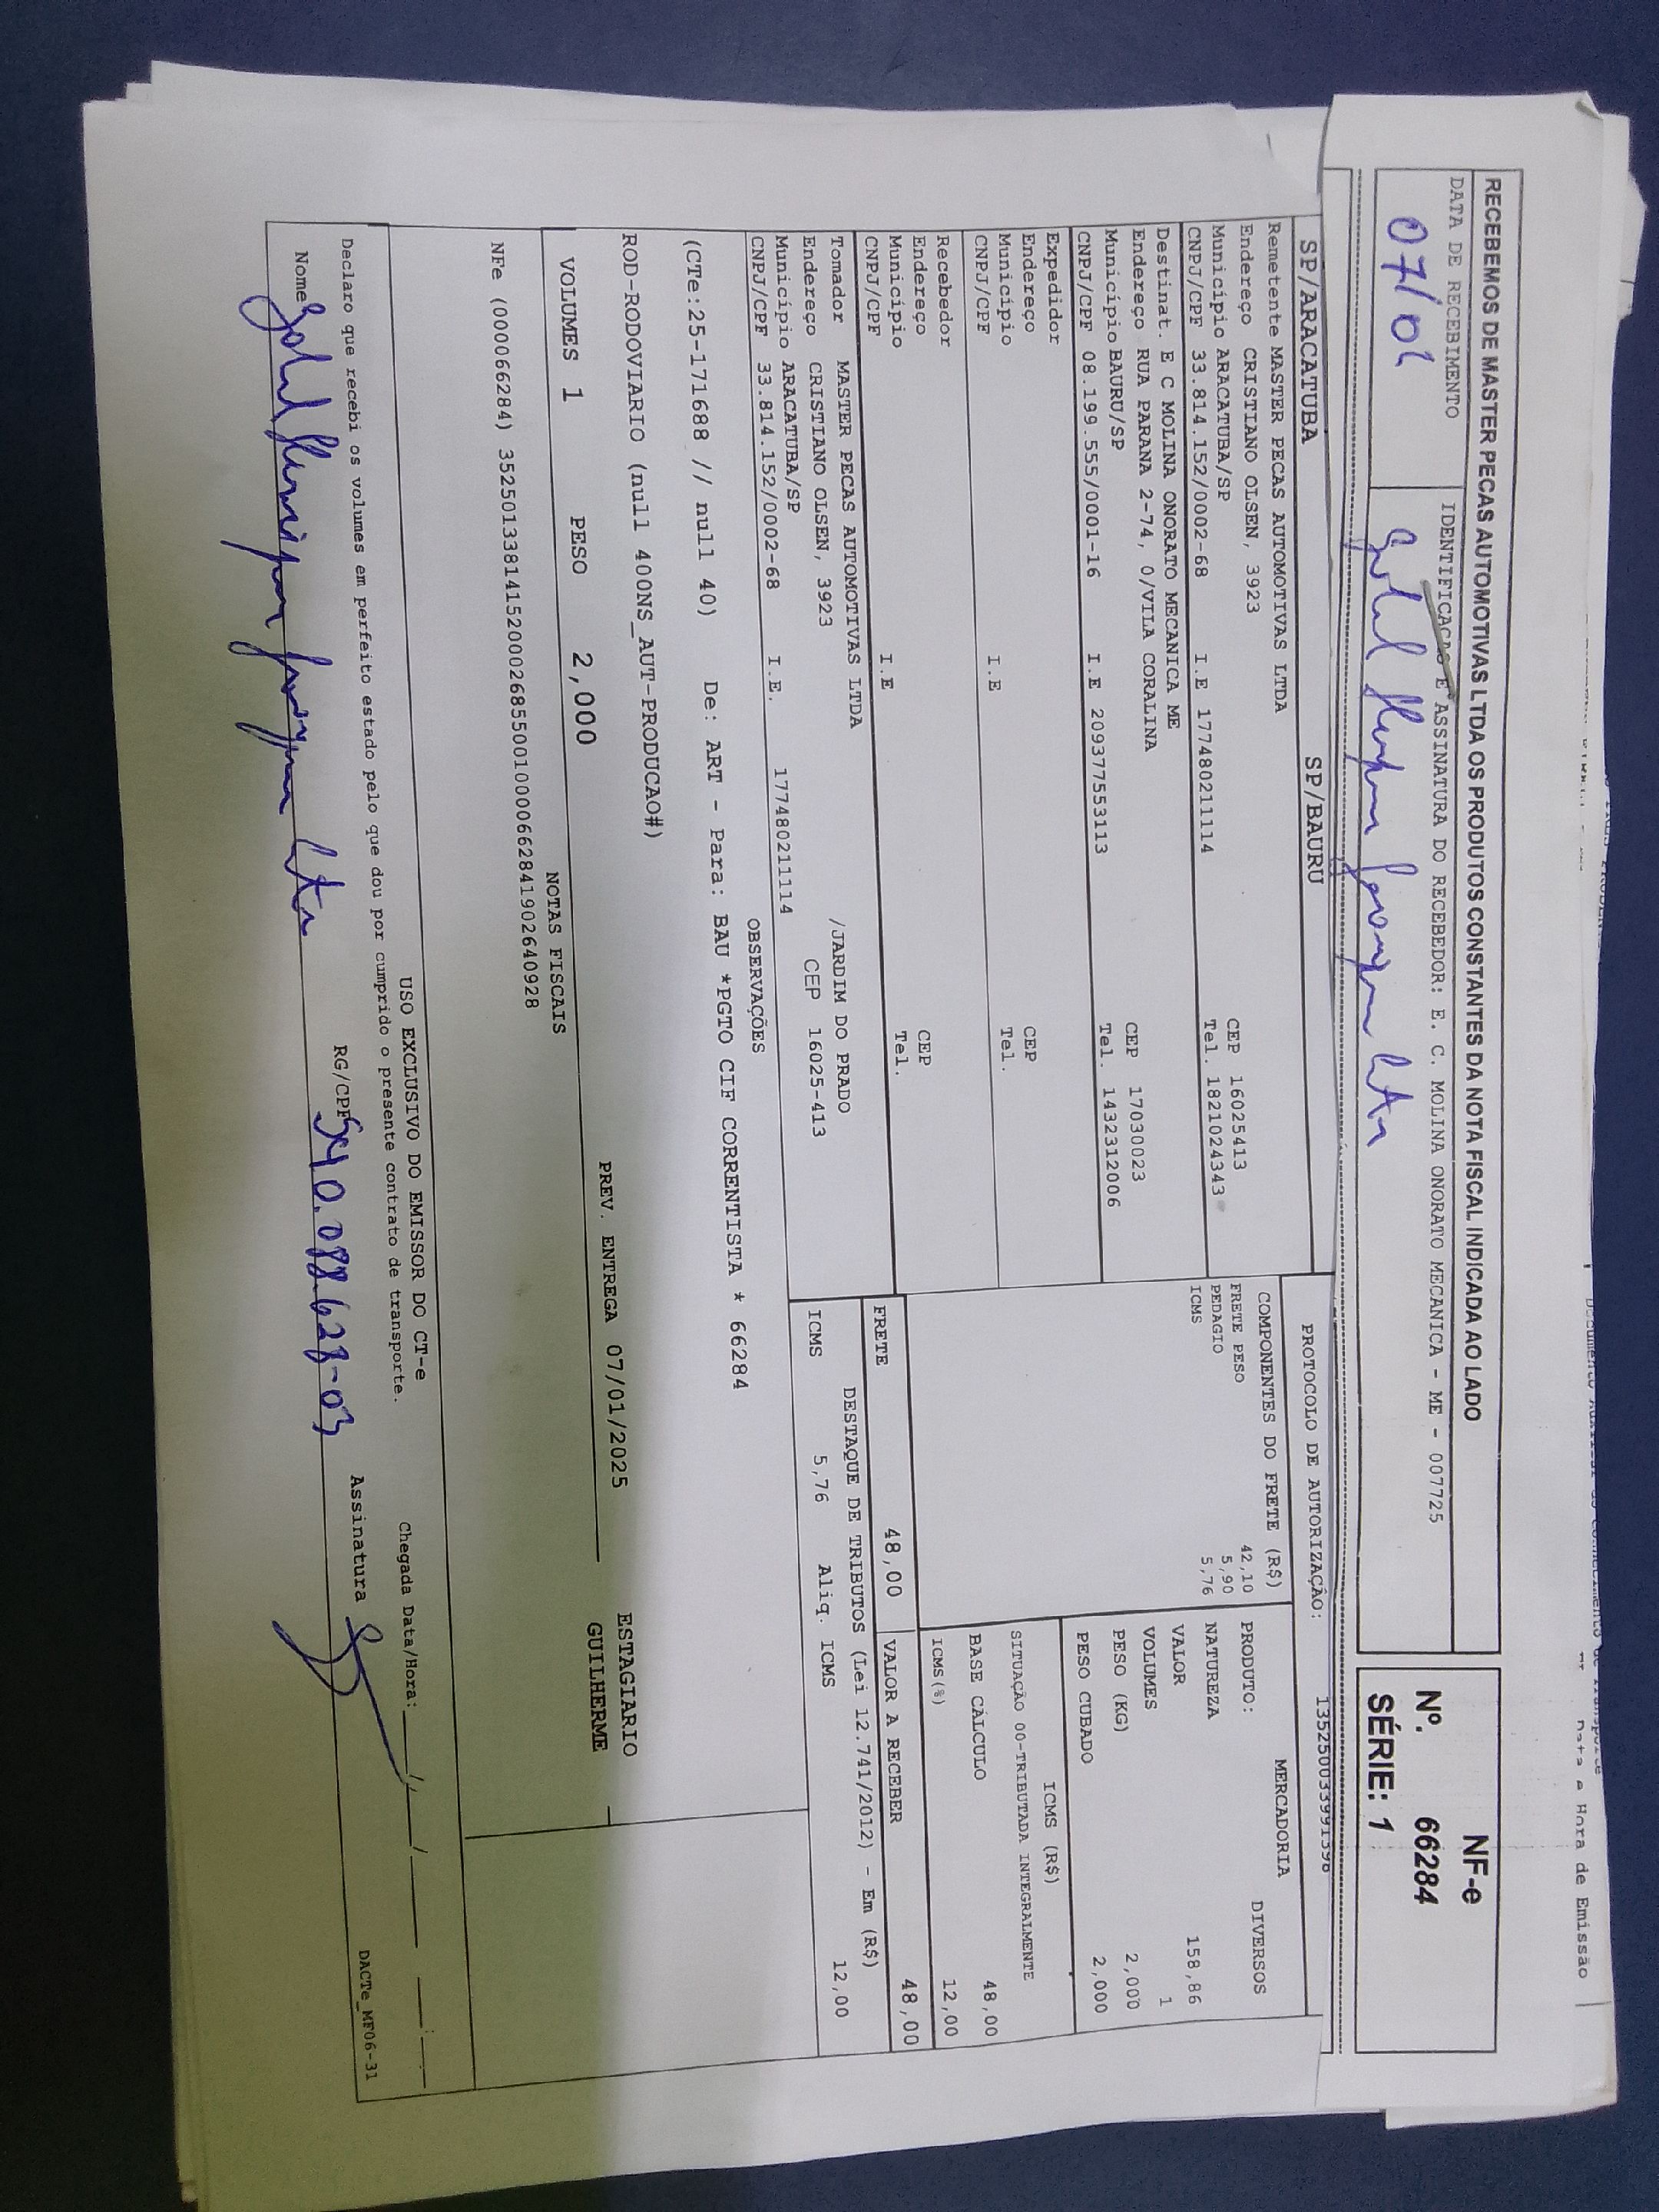 Data e Hora de Emissão
RECEBEMOS DE MASTER PECAS AUTOMOTIVAS LTDA OS PRODUTOS CONSTANTES DA NOTA FISCAL INDICADA AO LADO
DATA DE RECEBIMENTO
07/01
IDENTIFICAÇÃO E ASSINATURA DO RECEBEDOR: E. C. MOLINA ONORATO MECANICA - ME - 007725
NF-e
Nº. 66284
SÉRIE: 1
SP/ARACATUBA SP/BAURU
PROTOCOLO DE AUTORIZAÇÃO:
Remetente MASTER PECAS AUTOMOTIVAS LTDA
Endereço CRISTIANO OLSEN, 3923 CEP 16025413
Município ARACATUBA/SP Tel. 1821024343
CNPJ/CPF 33.814.152/0002-68 I.E 177480211114
Destinat. E C MOLINA ONORATO MECANICA ME
Endereço RUA PARANA 2-74, 0/VILA CORALINA CEP 17030023
Município BAURU/SP Tel. 1432312006
CNPJ/CPF 08.199.555/0001-16 I.E 209377553113
Expedidor
Endereço CEP
Município Tel.
CNPJ/CPF I.E
Recebedor
Endereço CEP
Município Tel.
CNPJ/CPF I.E
Tomador MASTER PECAS AUTOMOTIVAS LTDA /JARDIM DO PRADO
Endereço CRISTIANO OLSEN, 3923 CEP 16025-413
Município ARACATUBA/SP
CNPJ/CPF 33.814.152/0002-68 I.E. 177480211114
COMPONENTES DO FRETE (R$)
FRETE PESO 42,10
PEDAGIO 5,90
ICMS 5,76
MERCADORIA
PRODUTO: DIVERSOS
NATUREZA
VALOR 158,86
VOLUMES 1
PESO (KG) 2,000
PESO CUBADO 2,000
ICMS (R$)
SITUAÇÃO 00-TRIBUTADA INTEGRALMENTE
BASE CÁLCULO 48,00
ICMS(%) 12,00
FRETE 48,00 VALOR A RECEBER 48,00
DESTAQUE DE TRIBUTOS (Lei 12.741/2012) - Em (R$)
ICMS 5,76 Aliq. ICMS 12,00
OBSERVAÇÕES
(CTe:25-171688 // null 40) De: ART - Para: BAU *PGTO CIF CORRENTISTA * 66284
ROD-RODOVIARIO (null 400NS_AUT-PRODUCAO#)
VOLUMES 1 PESO 2,000 PREV. ENTREGA 07/01/2025
ESTAGIARIO
GUILHERME
NOTAS FISCAIS
NFe (000066284) 35250133814152000268550010000662841902640928
USO EXCLUSIVO DO EMISSOR DO CT-e
Chegada Data/Hora: / / :
Declaro que recebi os volumes em perfeito estado pelo que dou por cumprido o presente contrato de transporte.
Nome RG/CPF 540.088.628-03 Assinatura
DACTe_MF06-31